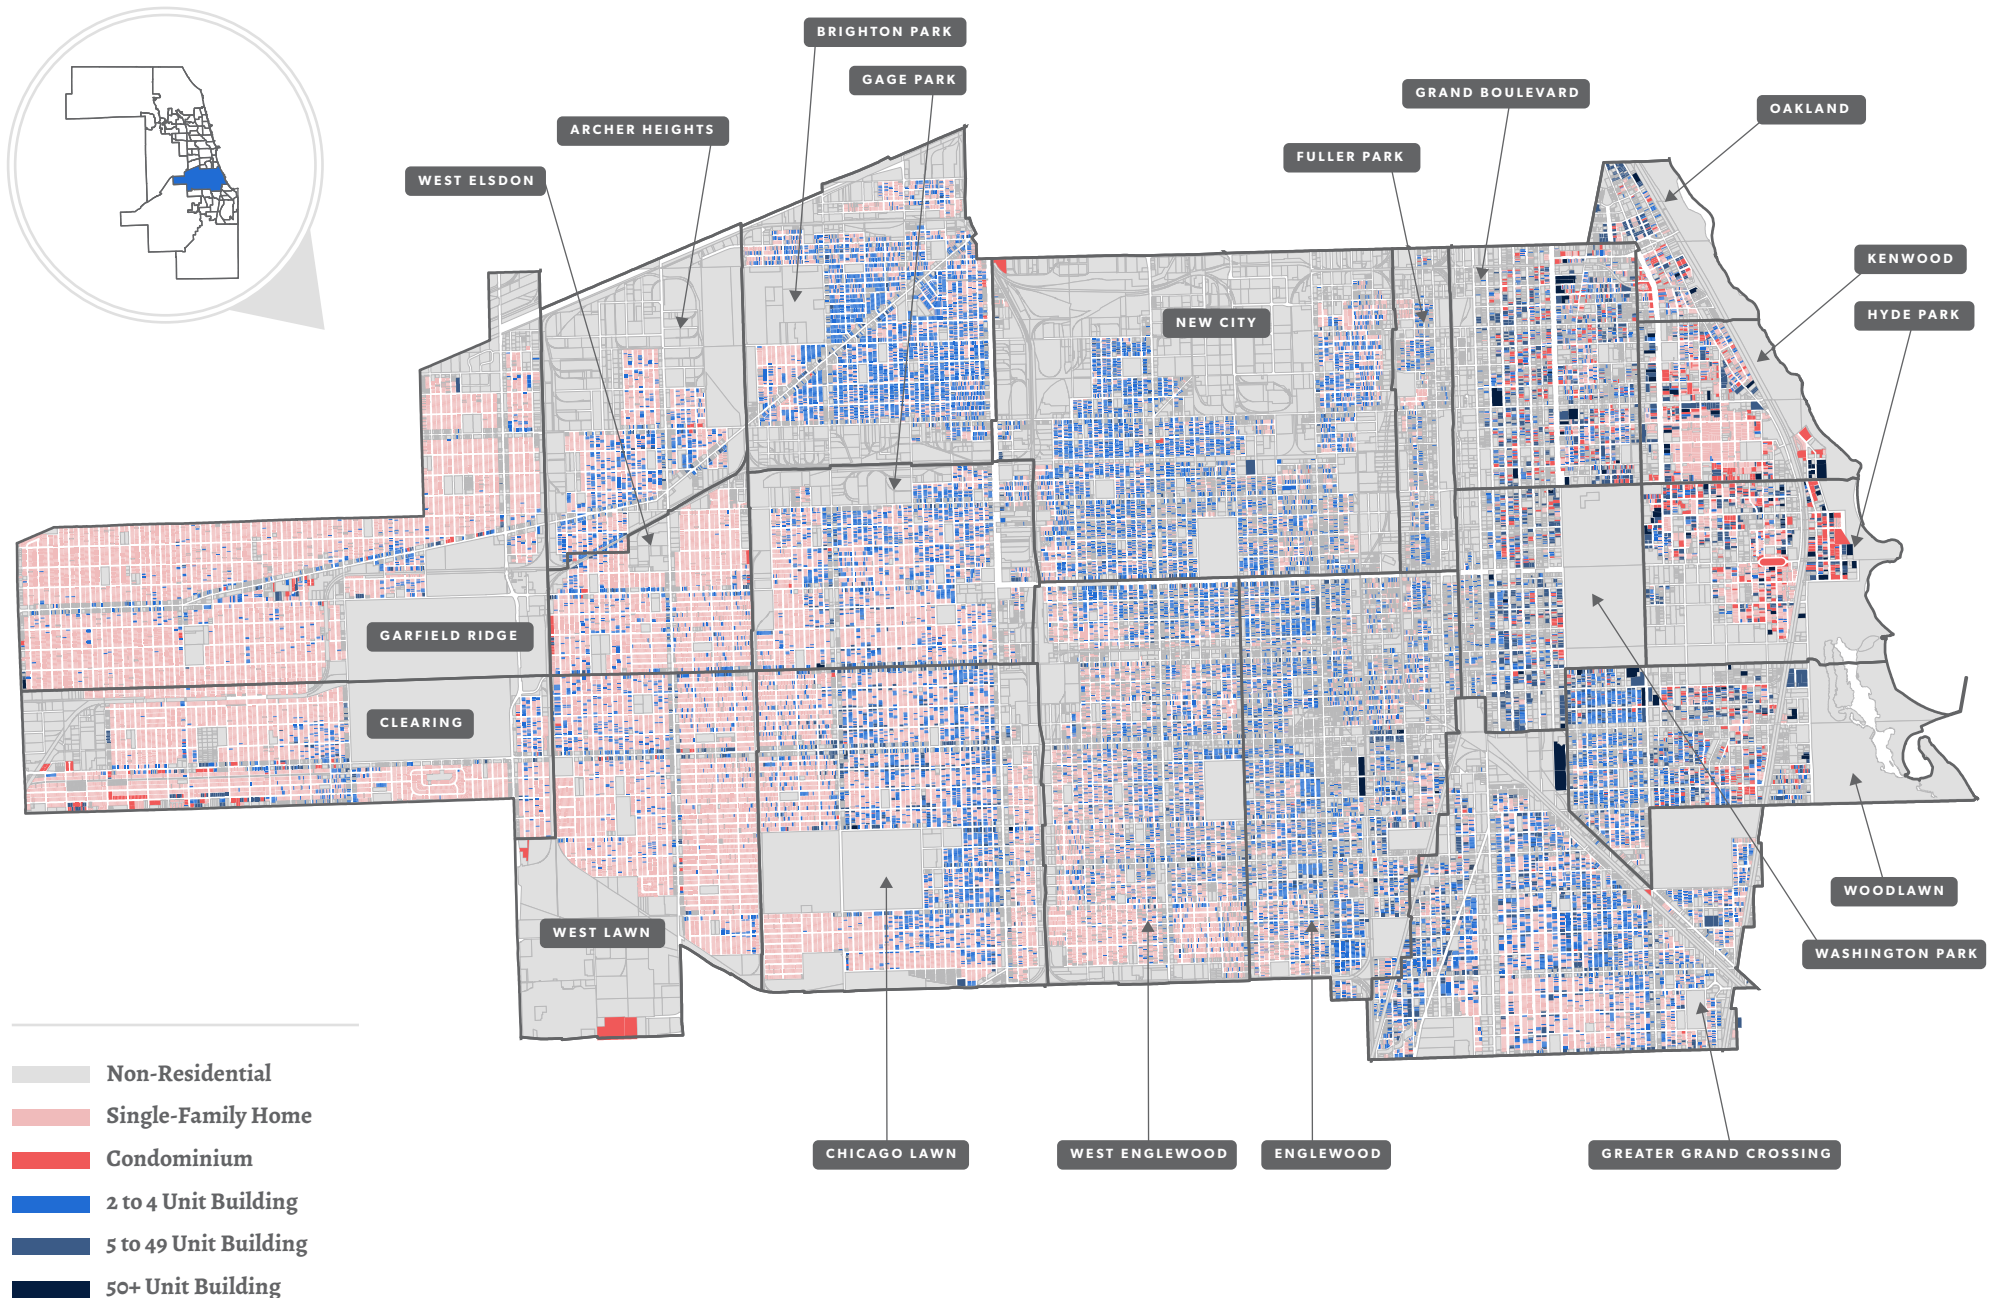 BRIGHTON PARK
GAGE PARK
GRAND BOULEVARD
OAKLAND
ARCHER HEIGHTS
FULLER PARK
WEST ELSDON
KENWOOD
HYDE PARK
NEW CITY
GARFIELD RIDGE
CLEARING
WOODLAWN
WEST LAWN
WASHINGTON PARK
CHICAGO LAWN
WEST ENGLEWOOD
ENGLEWOOD
GREATER GRAND CROSSING
Non-Residential
Single-Family Home
Condominium
2 to 4 Unit Building
5 to 49 Unit Building
50+ Unit Building